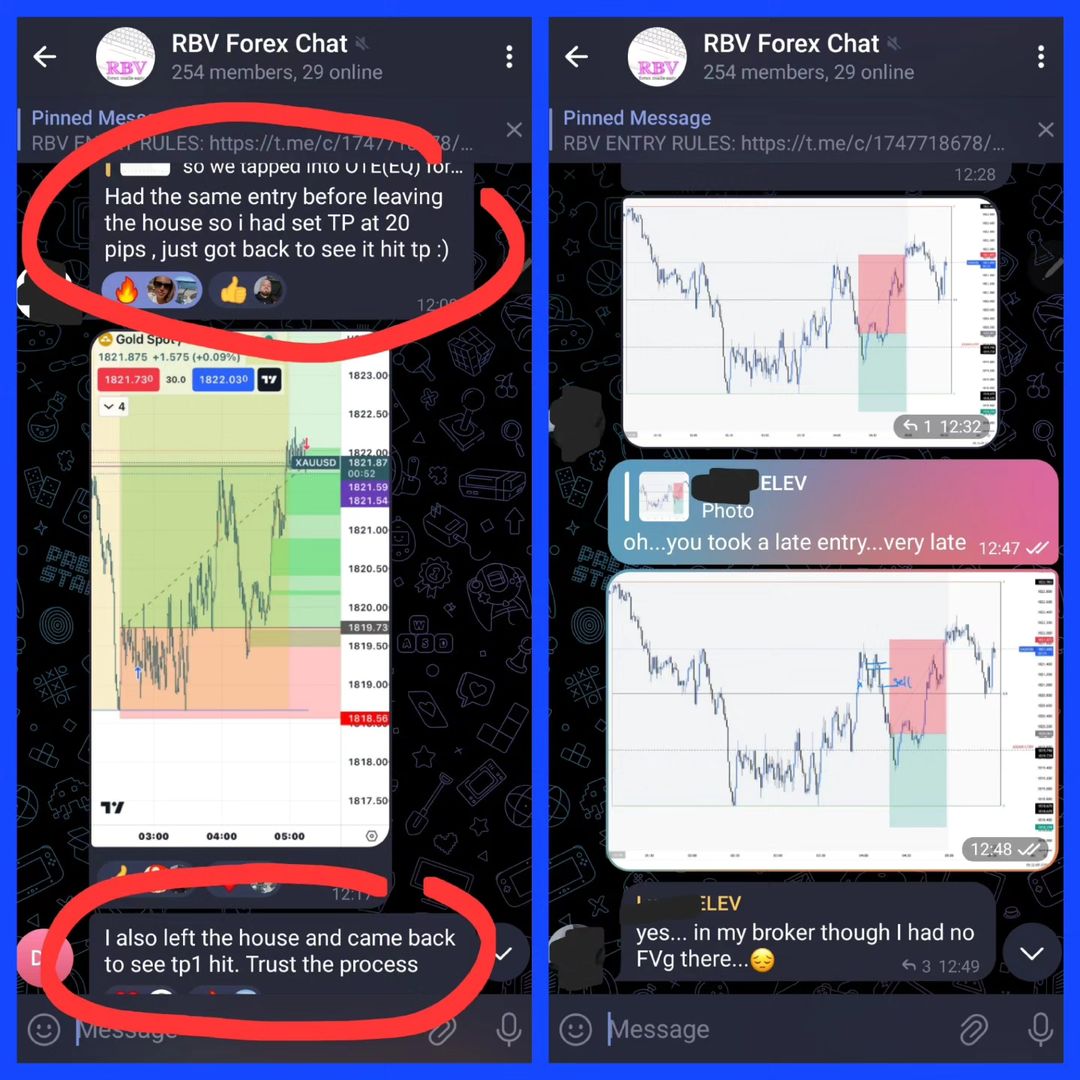 RBV Forex Chat
254 members, 29 online
RBV
Pinned Mess
RBV ENTRY RULES: https://t.me/c/1747718678/...
so we tapped into OTE(EQ) for...
Had the same entry before leaving
the house so i had set TP at 20
pips , just got back to see it hit tp :)
Gold Spot
1821.875 +1.575 (+0.09%)
1821.730 30.0 1822.030
4
1823.00
1822.50
1822.00
XAUUSD 1821.87
00:52
1821.59
1821.54
1821.00
1820.50
1820.00
1819.73
1819.50
1819.00
1818.56
1818.00
1817.50
03:00 04:00 05:00
12:17
I also left the house and came back
to see tp1 hit. Trust the process
Message
RBV Forex Chat
254 members, 29 online
RBV
Pinned Message
RBV ENTRY RULES: https://t.me/c/1747718678/...
12:28
1 12:32
ELEV
Photo
oh...you took a late entry...very late 12:47
sell
12:48
ELEV
yes... in my broker though I had no
FVg there...😔
3 12:49
Message